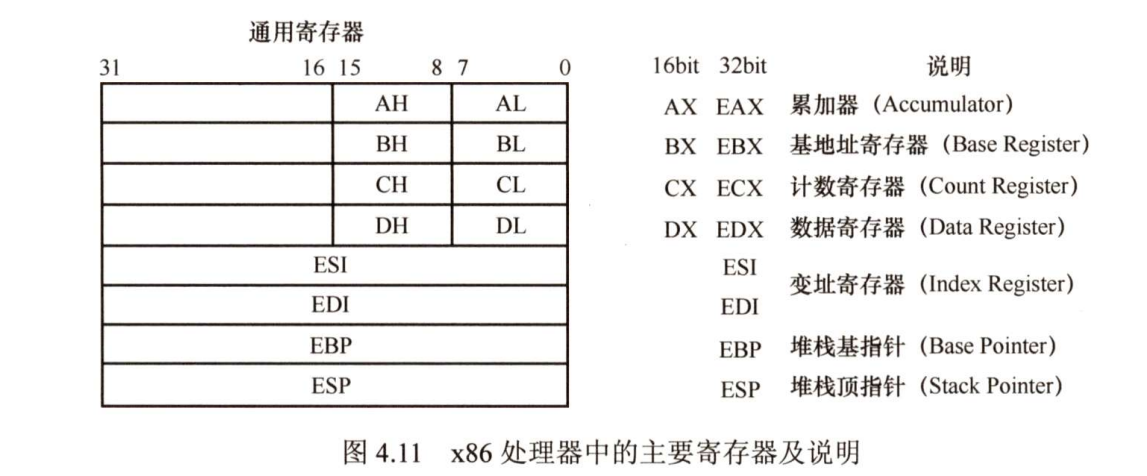 通用寄存器
31 16 15 8 7 0 16bit 32bit 说明
AH AL AX EAX 累加器（Accumulator）
BH BL BX EBX 基地址寄存器（Base Register）
CH CL CX ECX 计数寄存器（Count Register）
DH DL DX EDX 数据寄存器（Data Register）
ESI ESI
变址寄存器（Index Register）
EDI EDI
EBP EBP 堆栈基指针（Base Pointer）
ESP ESP 堆栈顶指针（Stack Pointer）
图 4.11 x86 处理器中的主要寄存器及说明